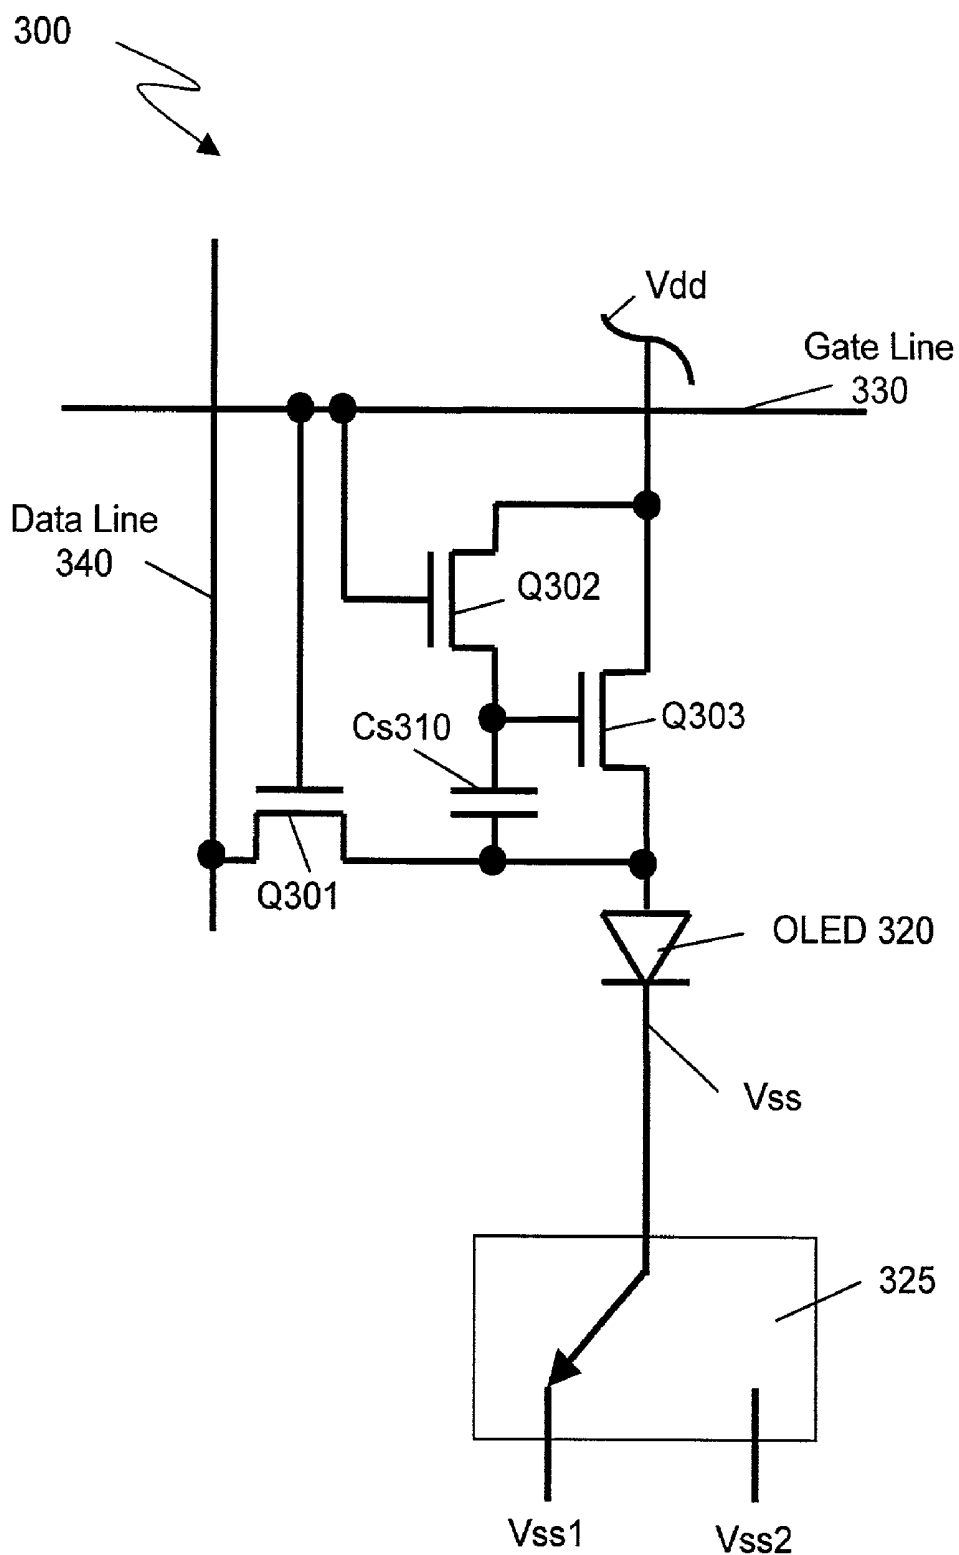 300
Vdd
Gate Line
330
Data Line
340
Q302
Cs310
Q303
Q301
OLED 320
Vss
325
Vss1
Vss2